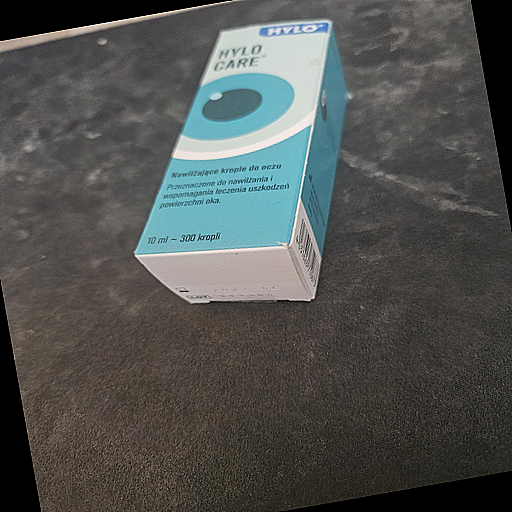 HYLO®
HYLO
CARE®
Nawilżające krople do oczu
Przeznaczone do nawilżania i
wspomagania leczenia uszkodzeń
powierzchni oka.
10 ml ~ 300 kropli
LOT